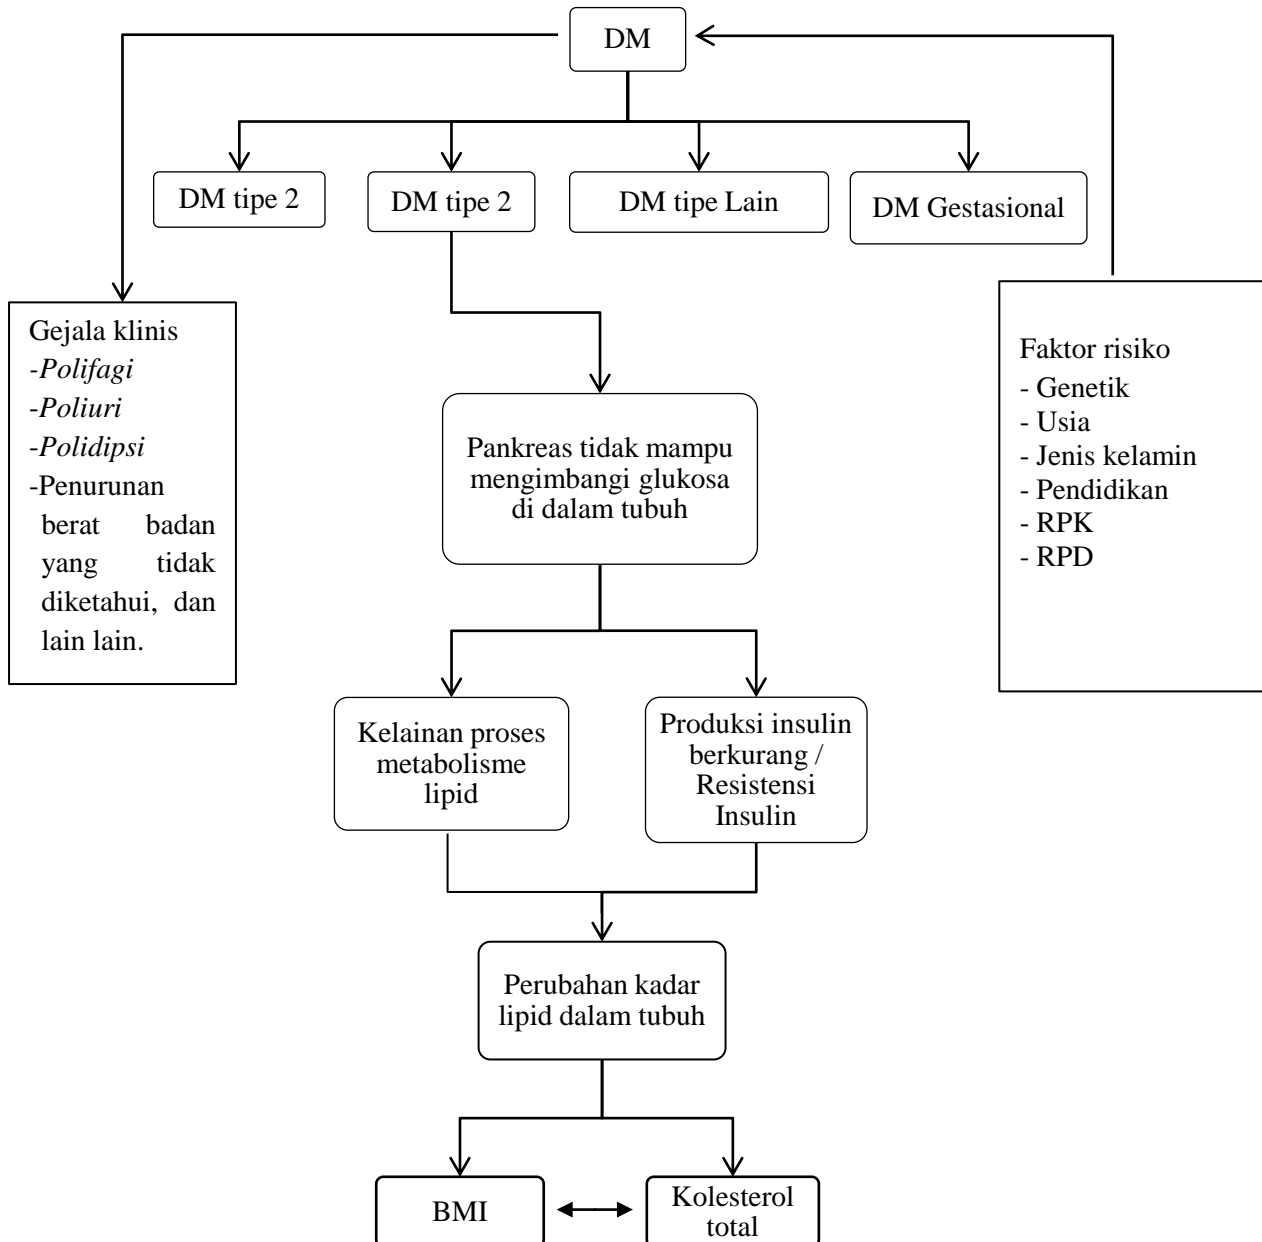 DM
DM tipe 2
DM tipe 2
DM tipe Lain
DM Gestasional
Gejala klinis
-Polifagi
-Poliuri
-Polidipsi
-Penurunan
berat badan
yang tidak
diketahui, dan
lain lain.
Faktor risiko
- Genetik
- Usia
- Jenis kelamin
- Pendidikan
- RPK
- RPD
Pankreas tidak mampu
mengimbangi glukosa
di dalam tubuh
Kelainan proses
metabolisme
lipid
Produksi insulin
berkurang /
Resistensi
Insulin
Perubahan kadar
lipid dalam tubuh
BMI
Kolesterol
total